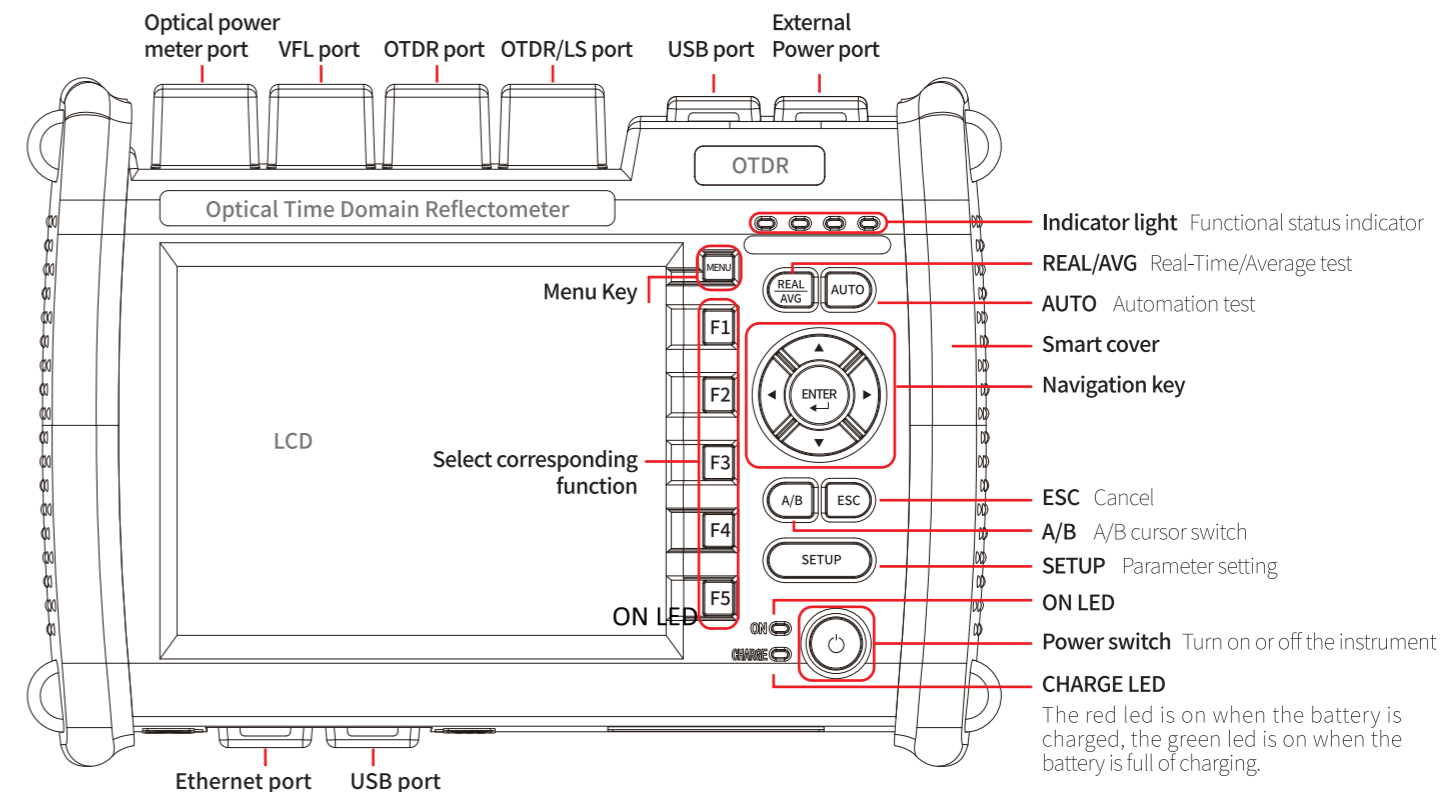 Optical power
meter port
VFL port
OTDR port
OTDR/LS port
USB port
External
Power port
OTDR
Optical Time Domain Reflectometer
Indicator light Functional status indicator
MENU
REAL/AVG Real-Time/Average test
Menu Key
REAL
AVG
AUTO
AUTO Automation test
F1
Smart cover
Navigation key
F2
ENTER
LCD
Select corresponding
function
F3
A/B
ESC
ESC Cancel
F4
A/B A/B cursor switch
SETUP
SETUP Parameter setting
F5
ON LED
ON LED
ON
Power switch Turn on or off the instrument
CHARGE
CHARGE LED
The red led is on when the battery is
charged, the green led is on when the
battery is full of charging.
Ethernet port
USB port